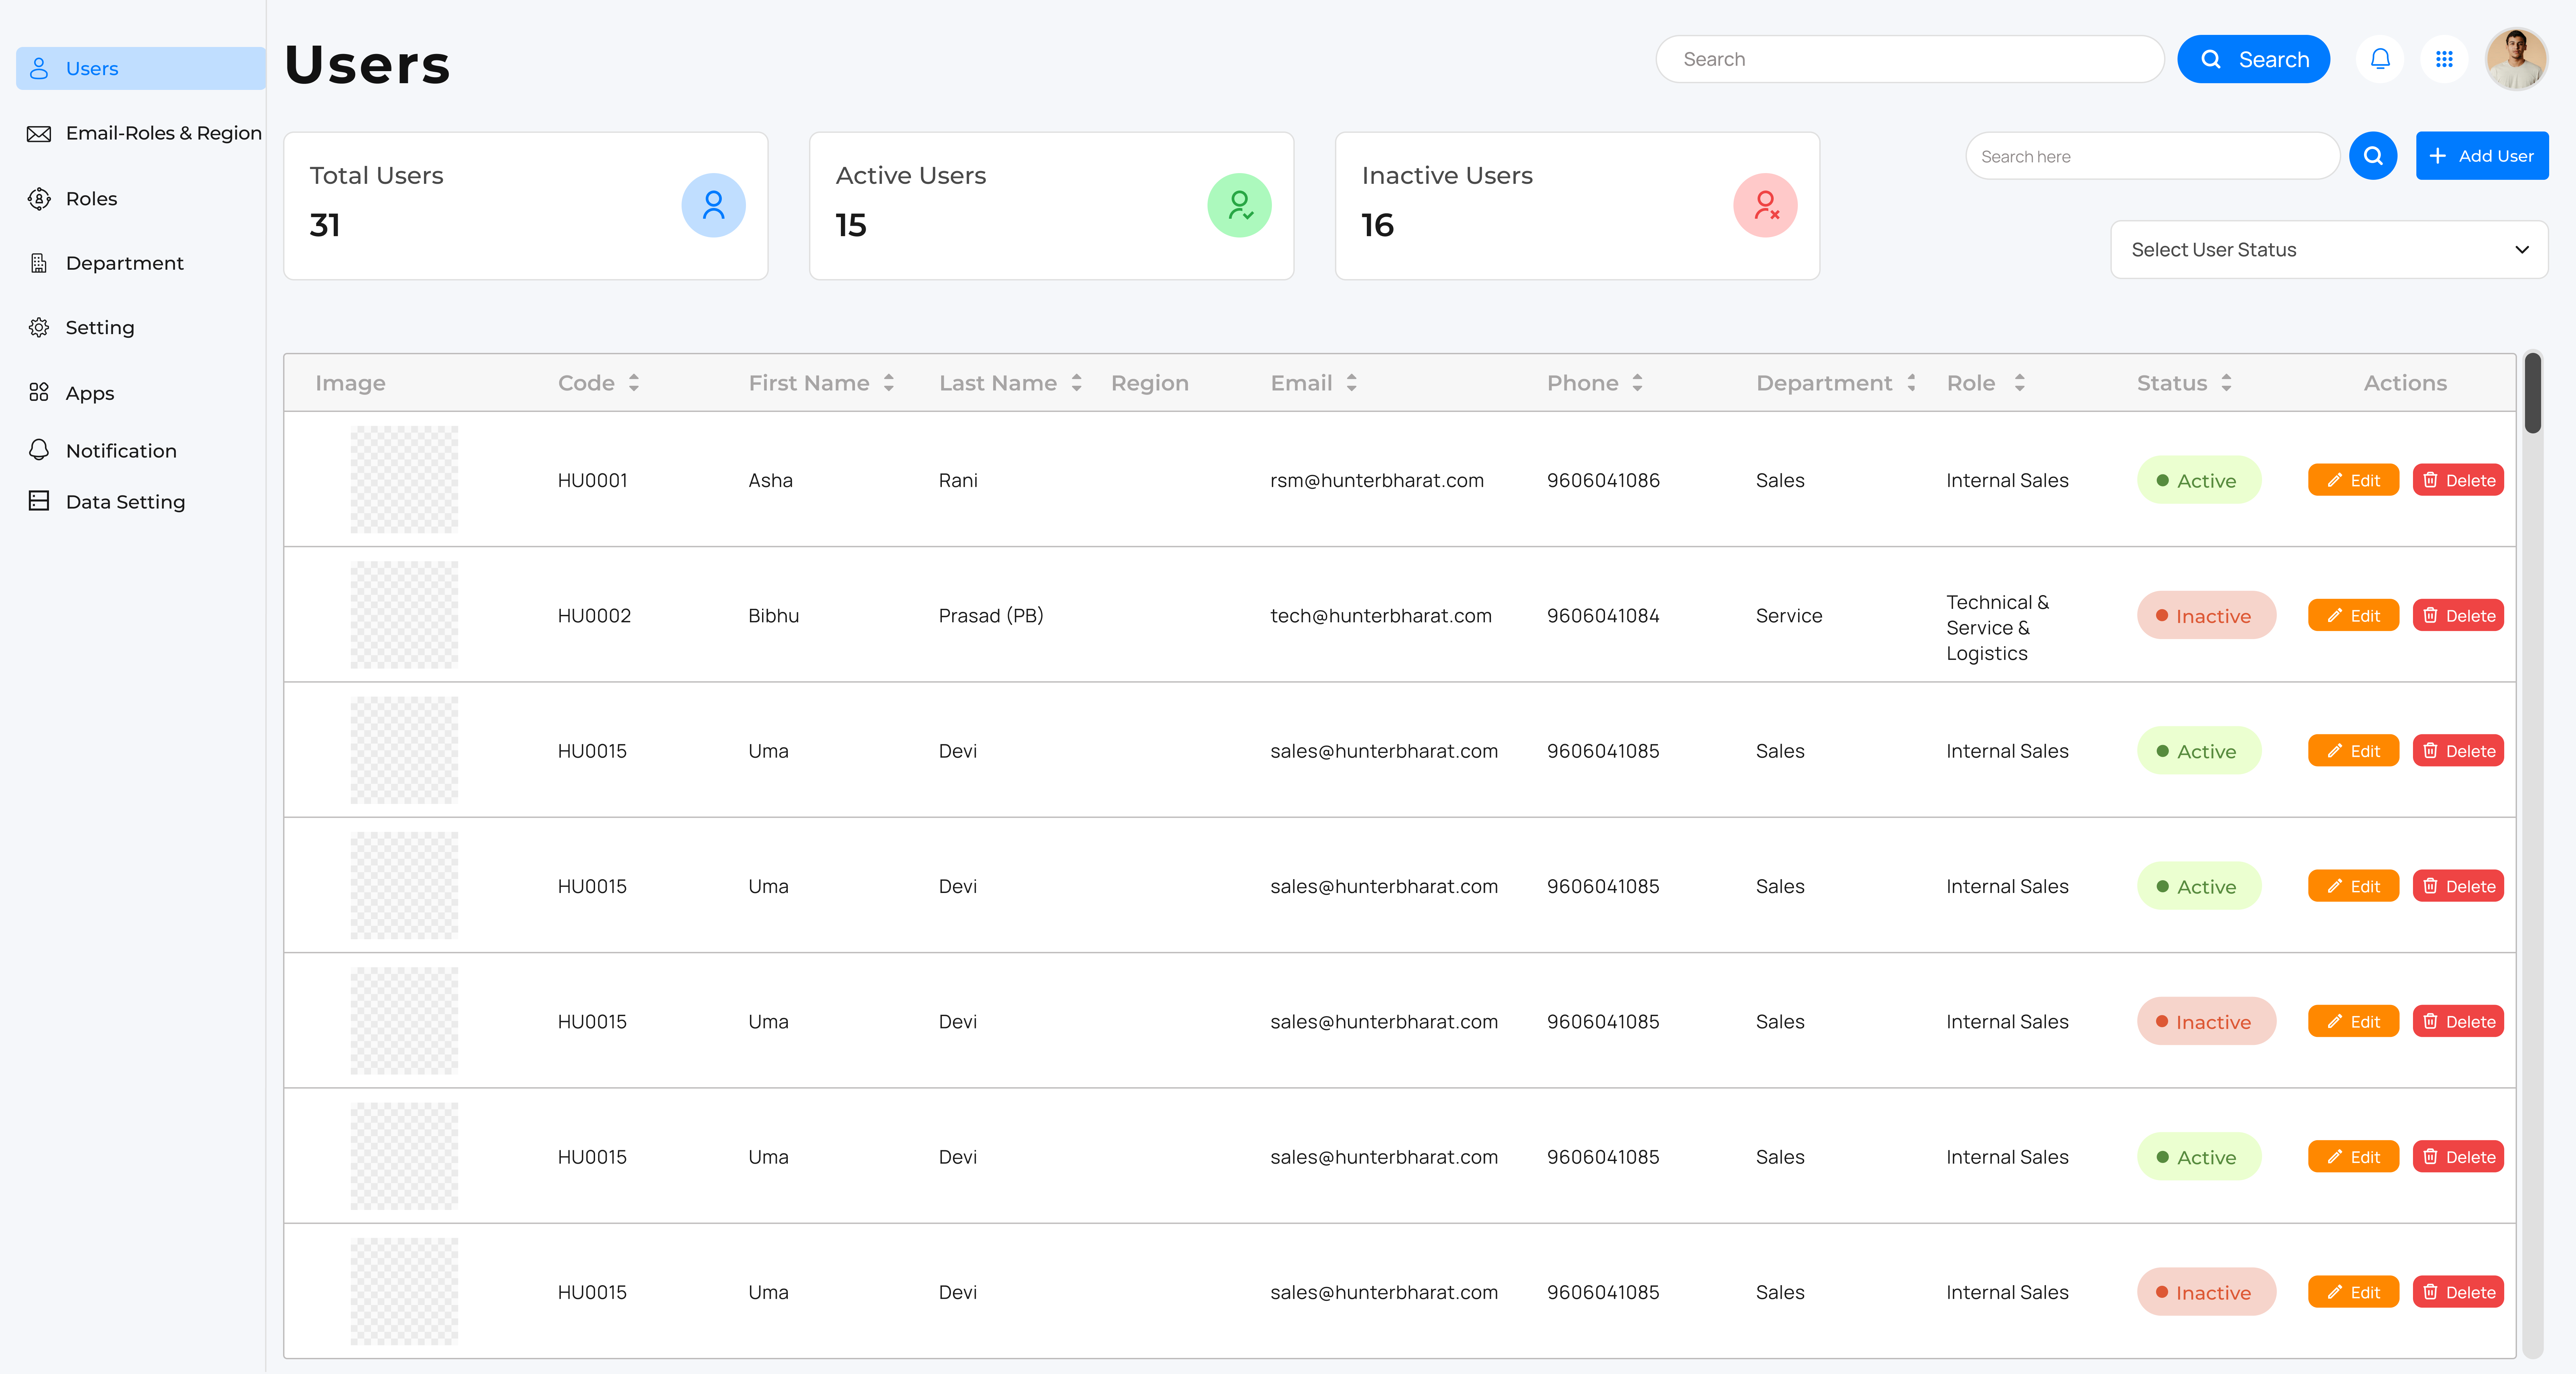 Users
Email-Roles & Region
Roles
Department
Setting
Apps
Notification
Data Setting
Users
Search
Search
Total Users
31
Active Users
15
Inactive Users
16
Search here
Add User
Select User Status
Image Code First Name Last Name Region Email Phone Department Role Status Actions
HU0001 Asha Rani rsm@hunterbharat.com 9606041086 Sales Internal Sales Active Edit Delete
HU0002 Bibhu Prasad (PB) tech@hunterbharat.com 9606041084 Service Technical &
Service &
Logistics
Inactive Edit Delete
HU0015 Uma Devi sales@hunterbharat.com 9606041085 Sales Internal Sales Active Edit Delete
HU0015 Uma Devi sales@hunterbharat.com 9606041085 Sales Internal Sales Active Edit Delete
HU0015 Uma Devi sales@hunterbharat.com 9606041085 Sales Internal Sales Inactive Edit Delete
HU0015 Uma Devi sales@hunterbharat.com 9606041085 Sales Internal Sales Active Edit Delete
HU0015 Uma Devi sales@hunterbharat.com 9606041085 Sales Internal Sales Inactive Edit Delete